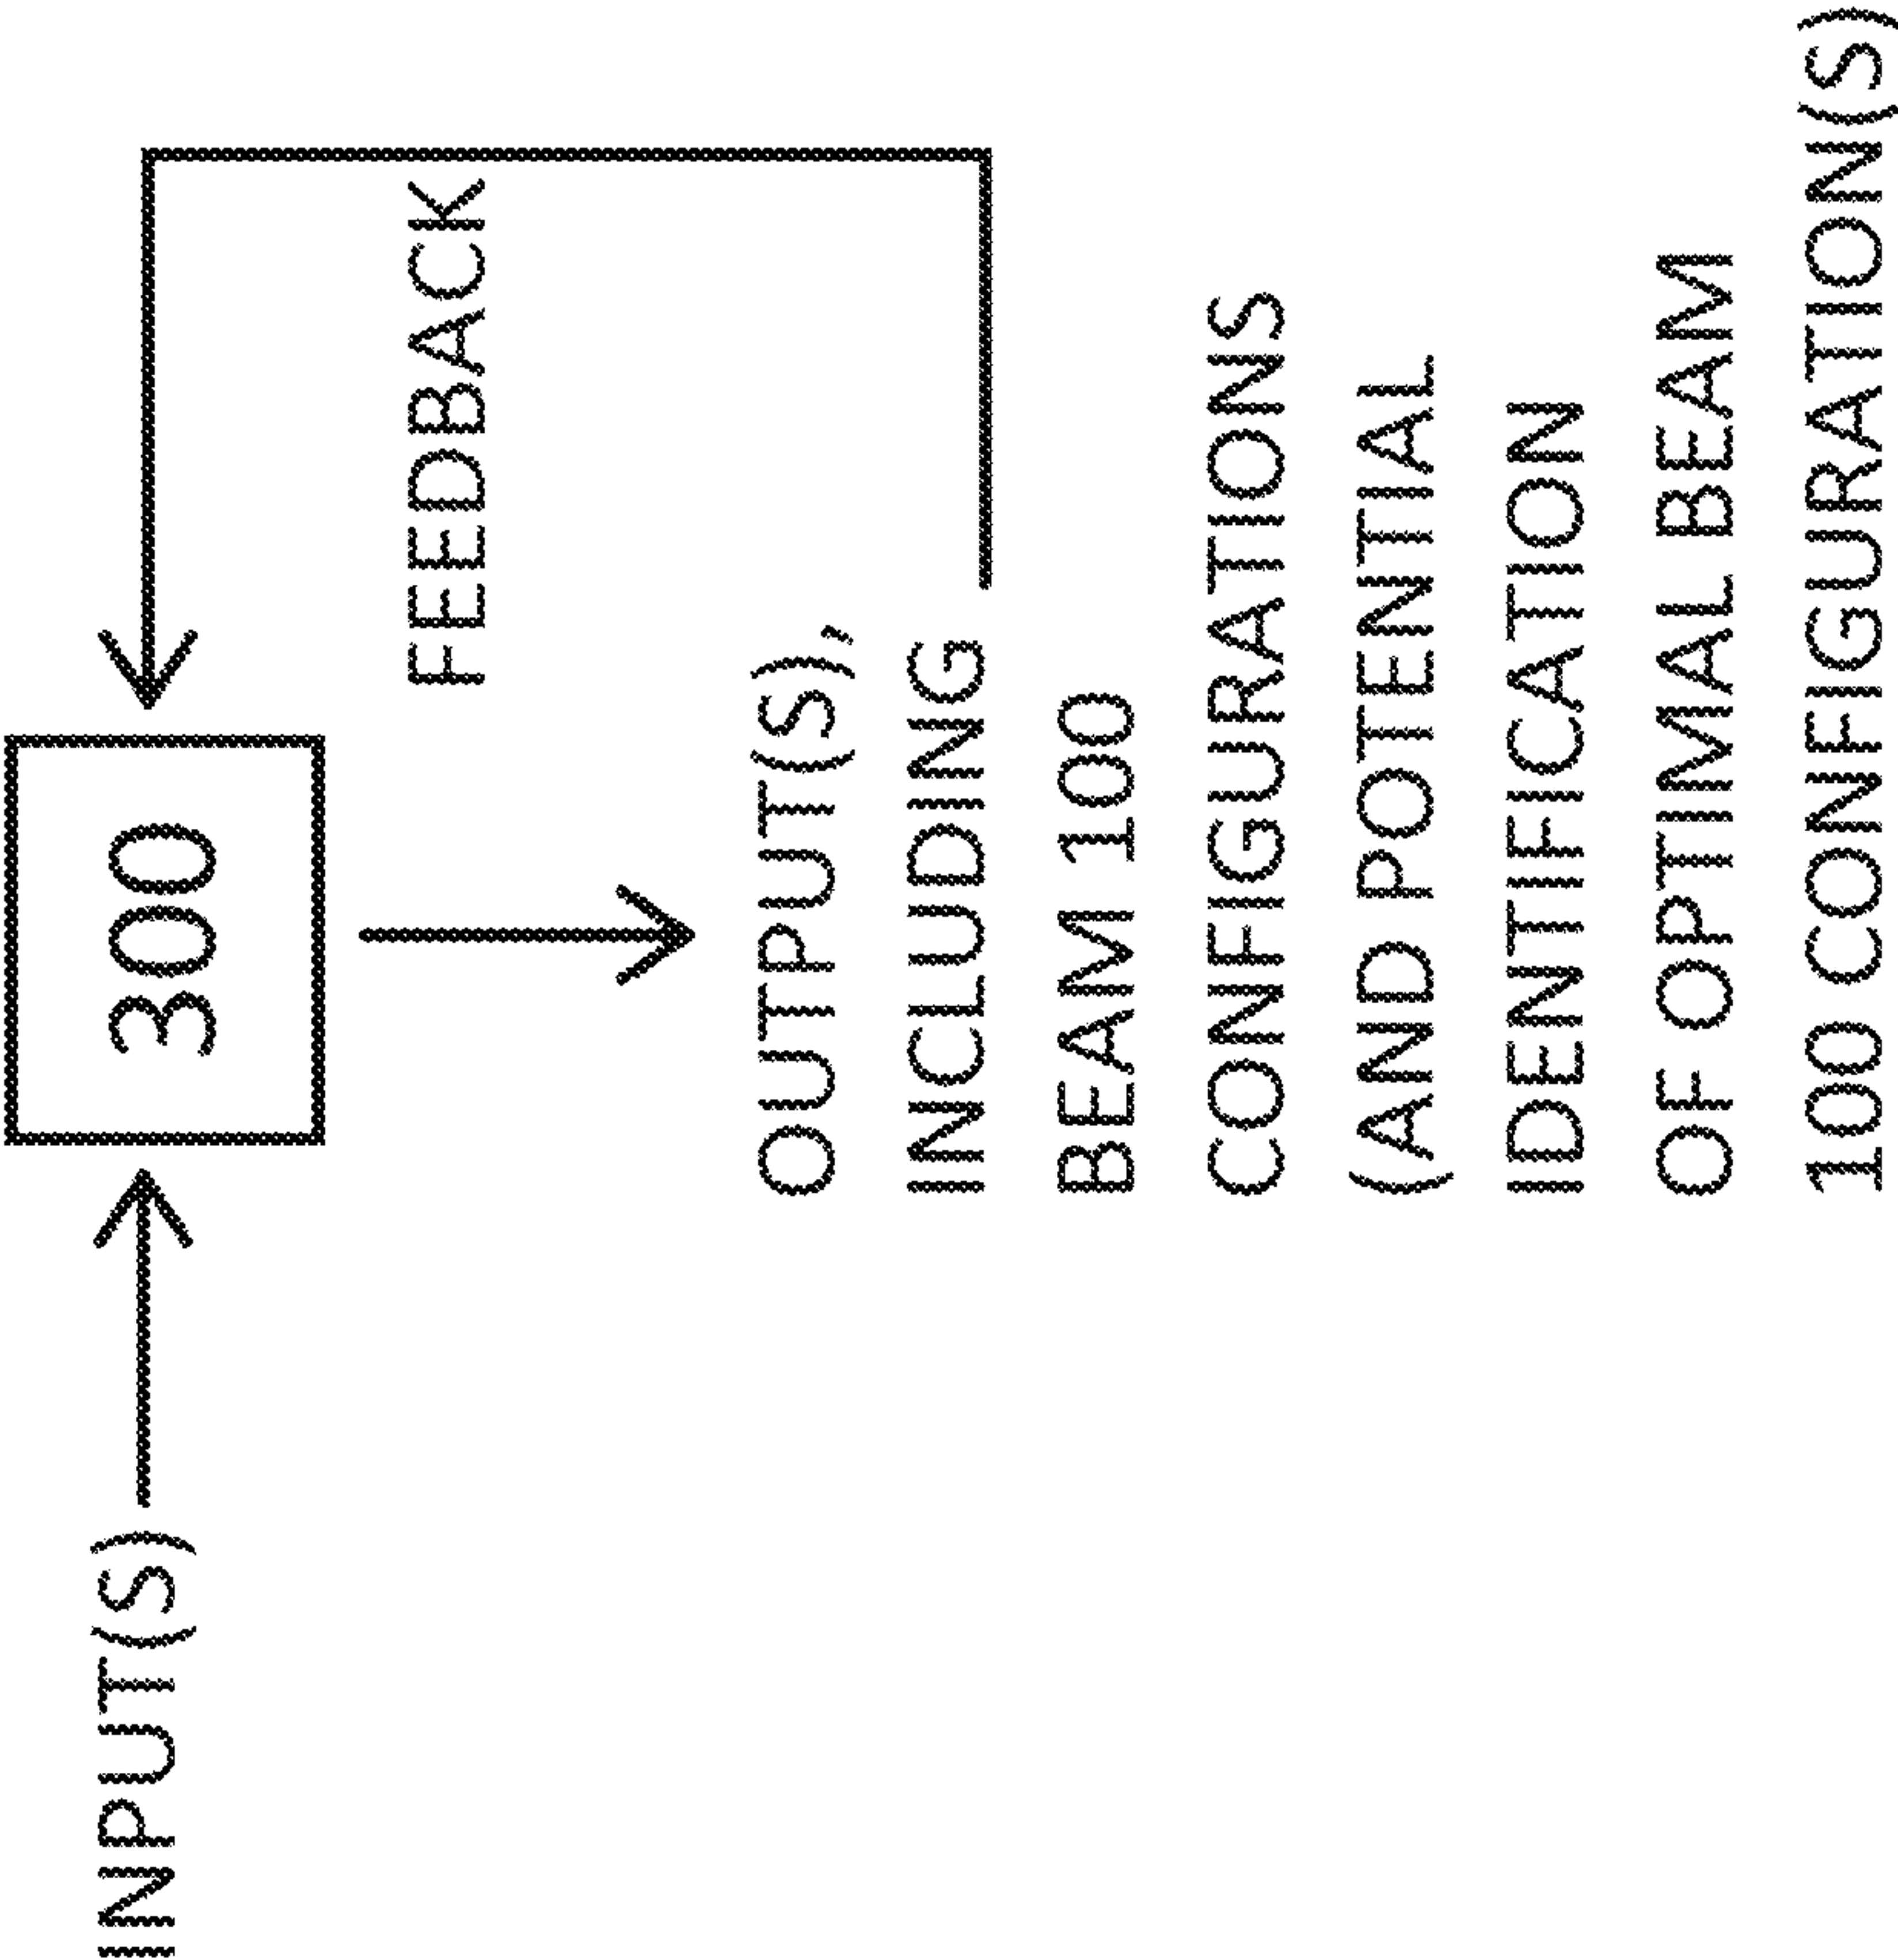 INPUT(S)
300
FEEDBACK
OUTPUT(S),
INCLUDING
BEAM 100
CONFIGURATIONS
(AND POTENTIAL
IDENTIFICATION
OF OPTIMAL BEAM
100 CONFIGURATION(S)